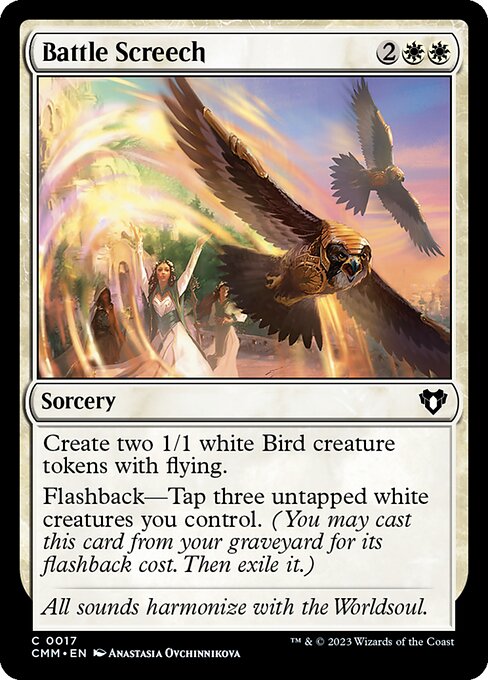 Battle Screech 2
Sorcery
Create two 1/1 white Bird creature
tokens with flying.
Flashback—Tap three untapped white
creatures you control. (You may cast
this card from your graveyard for its
flashback cost. Then exile it.)
All sounds harmonize with the Worldsoul.
C 0017 ™ & © 2023 Wizards of the Coast
CMM • EN Anastasia Ovchinnikova